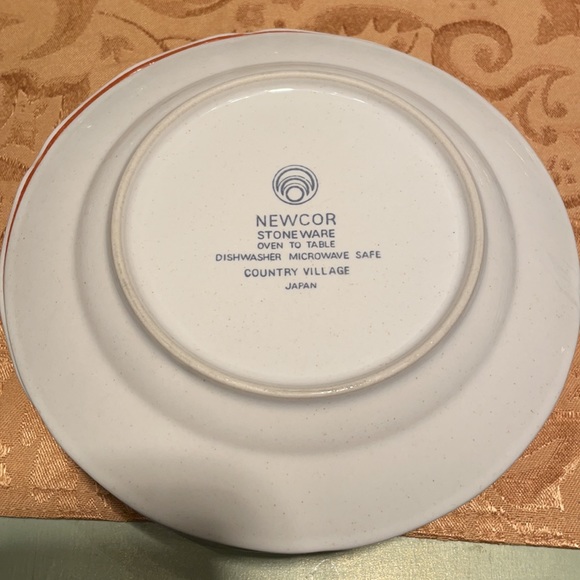 NEWCOR
STONEWARE
OVEN TO TABLE
DISHWASHER MICROWAVE SAFE
COUNTRY VILLAGE
JAPAN